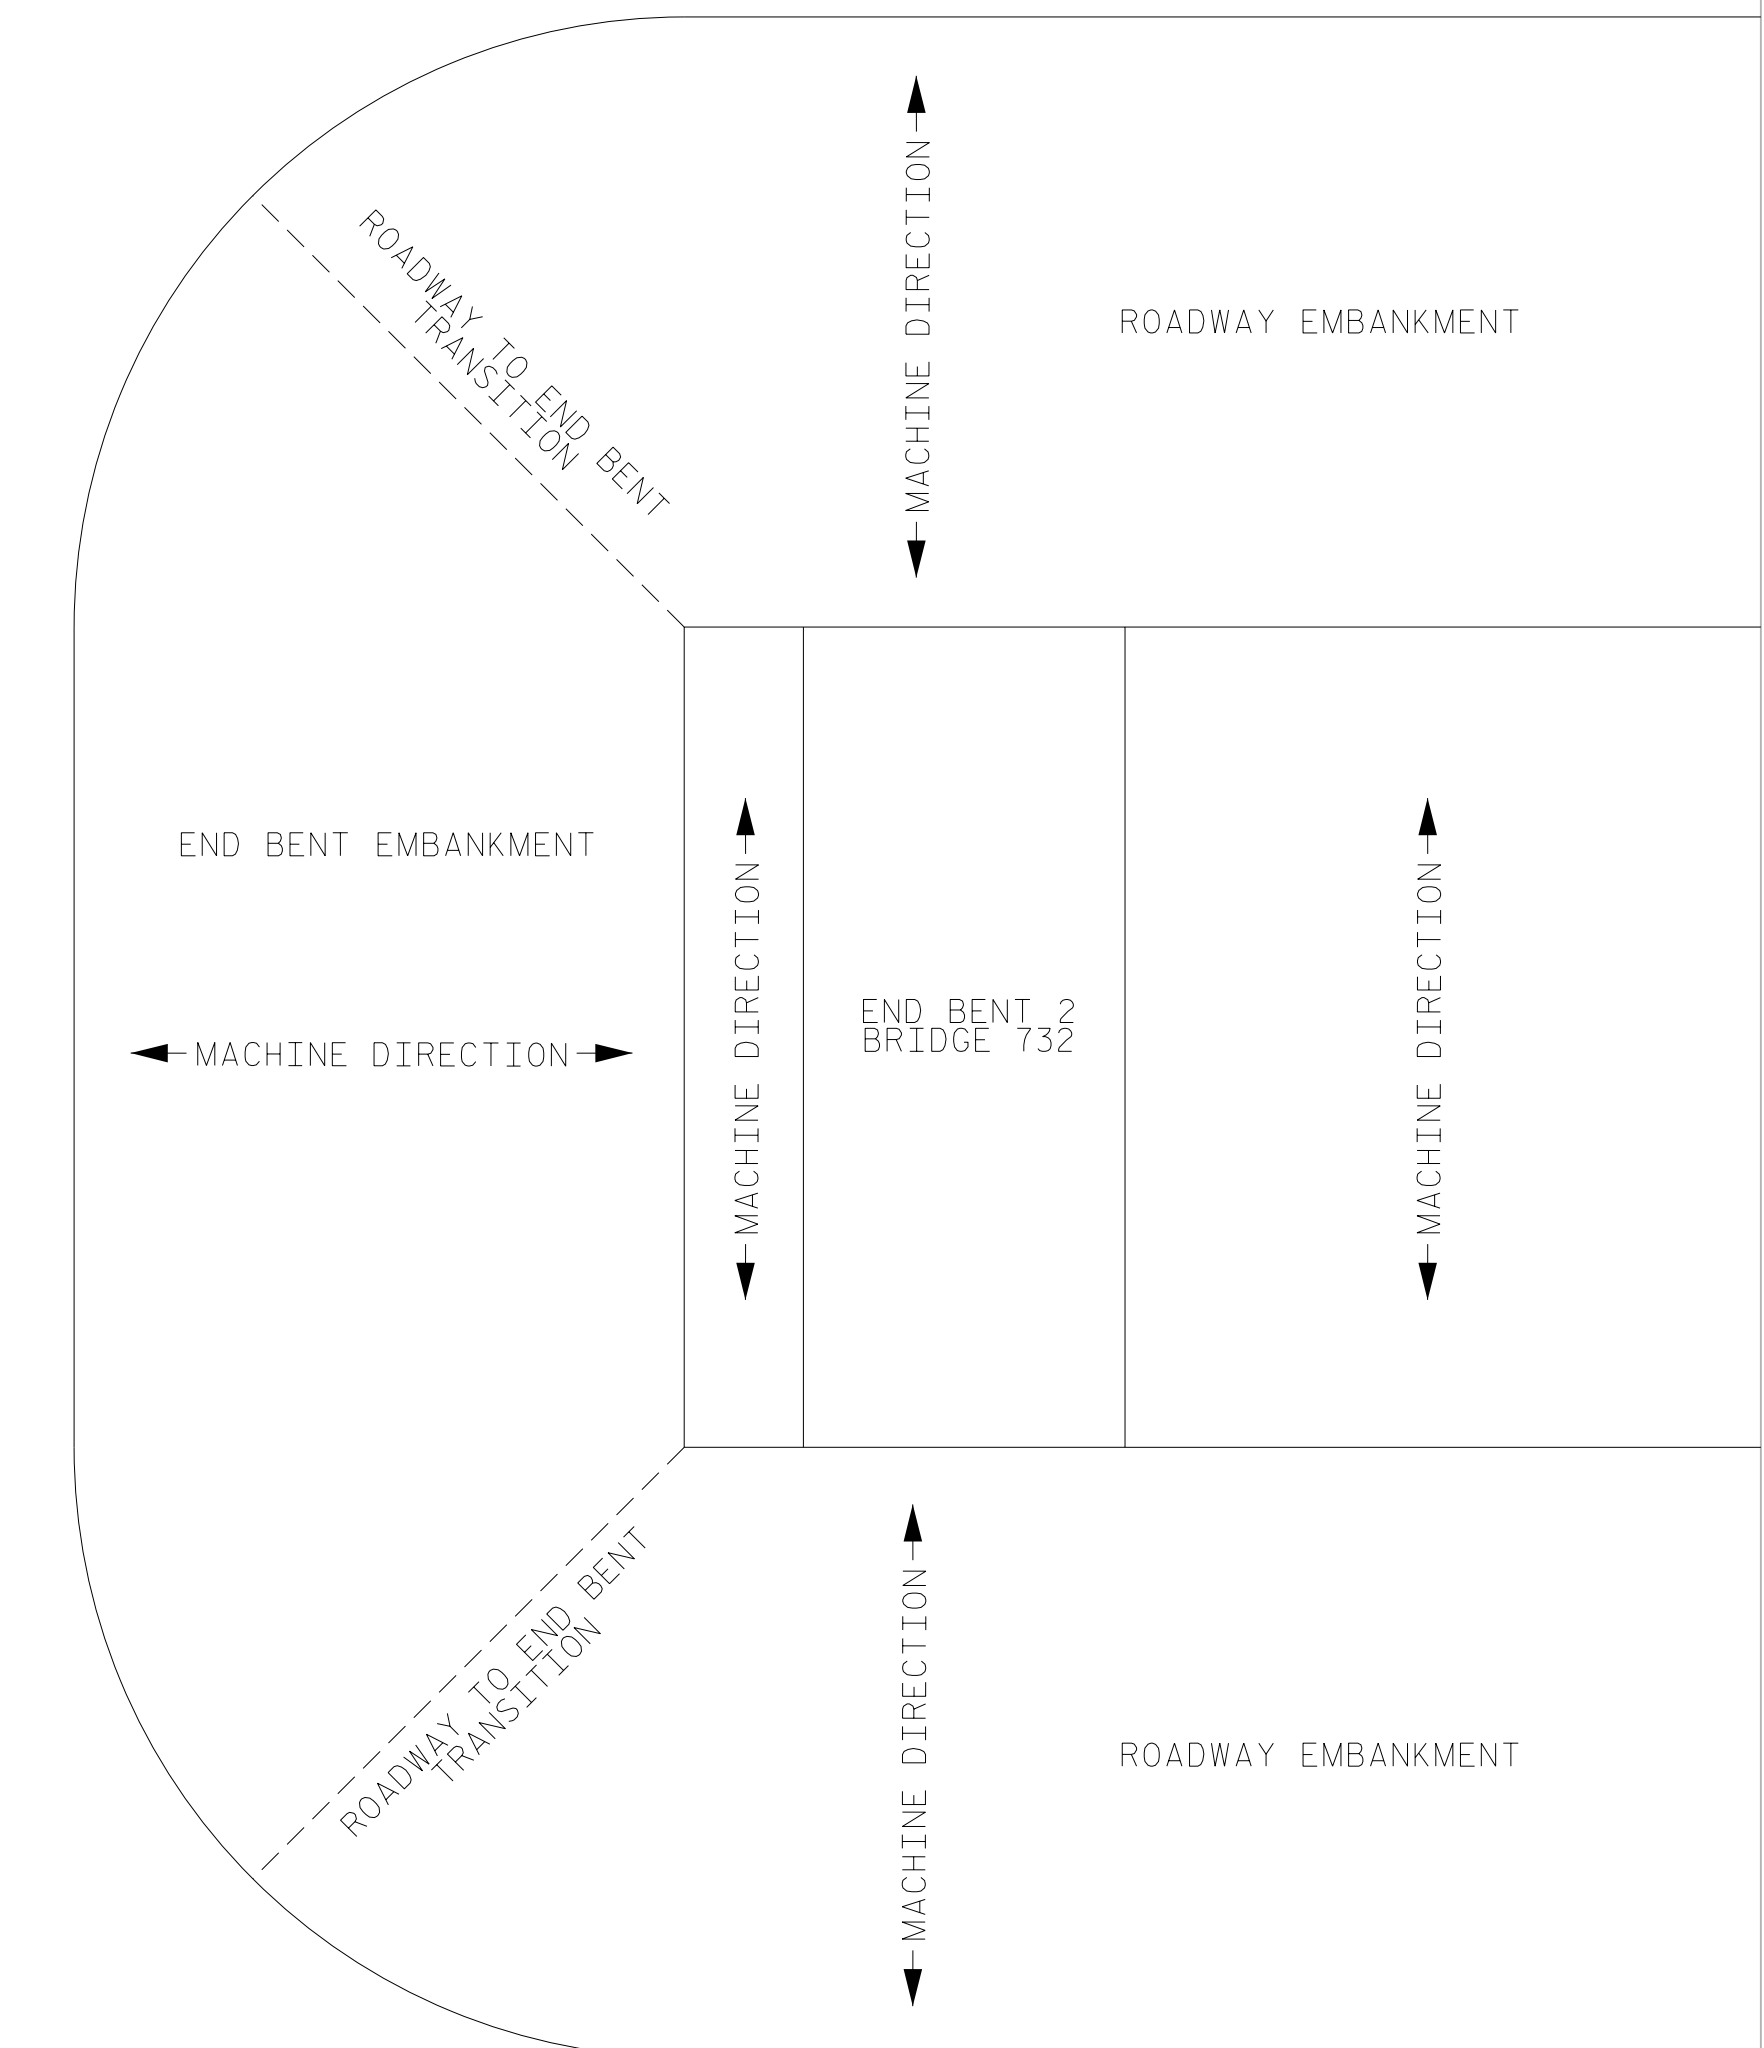 MACHINE DIRECTION
ROADWAY TO END BENT
TRANSITION
ROADWAY EMBANKMENT
END BENT EMBANKMENT
MACHINE DIRECTION
MACHINE DIRECTION
END BENT 2
BRIDGE 732
MACHINE DIRECTION
ROADWAY TO END BENT
TRANSITION
MACHINE DIRECTION
ROADWAY EMBANKMENT